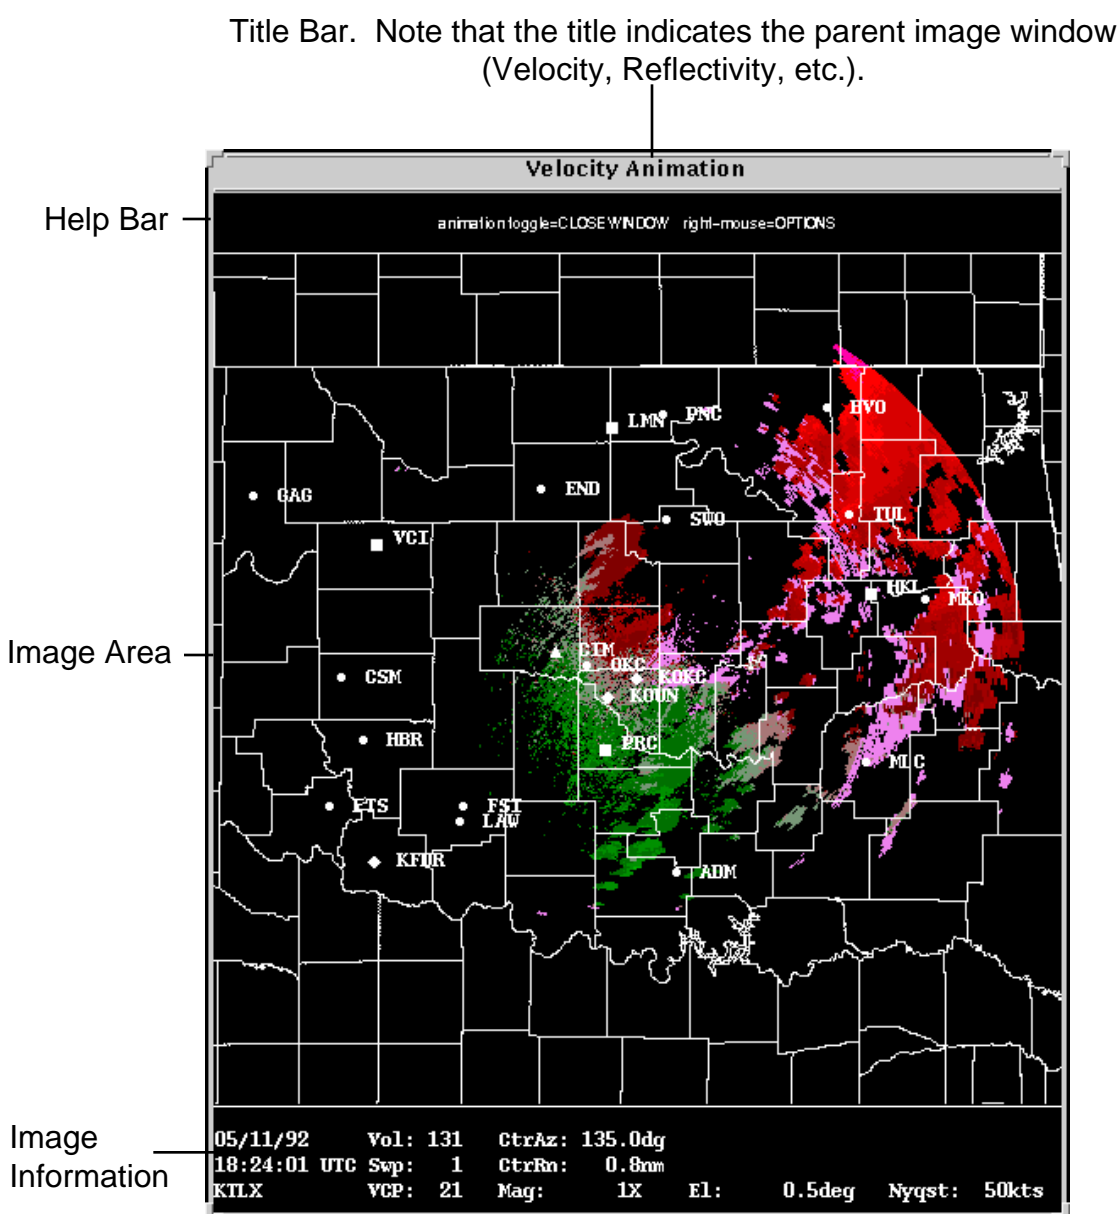 Title Bar.  Note that the title indicates the parent image window
(Velocity, Reflectivity, etc.).
Velocity Animation
Help Bar
animation toggle=CLOSE WINDOW   right-mouse=OPTIONS
HVO
PNC
LMN
END
GAG
TUL
SWO
VCI
HKL
MKO
CIM
OKC
KOKC
CSM
Image Area
KOUN
HBR
PRC
MLC
FTS
FSI
LAW
KFDR
ADM
Image
Information
05/11/92   Vol: 131   CtrAz: 135.0dg
18:24:01 UTC Swp:   1   CtrRn:   0.8nm
KTLX   VCP:  21   Mag:   1X   El:   0.5deg   Nyqst:  50kts